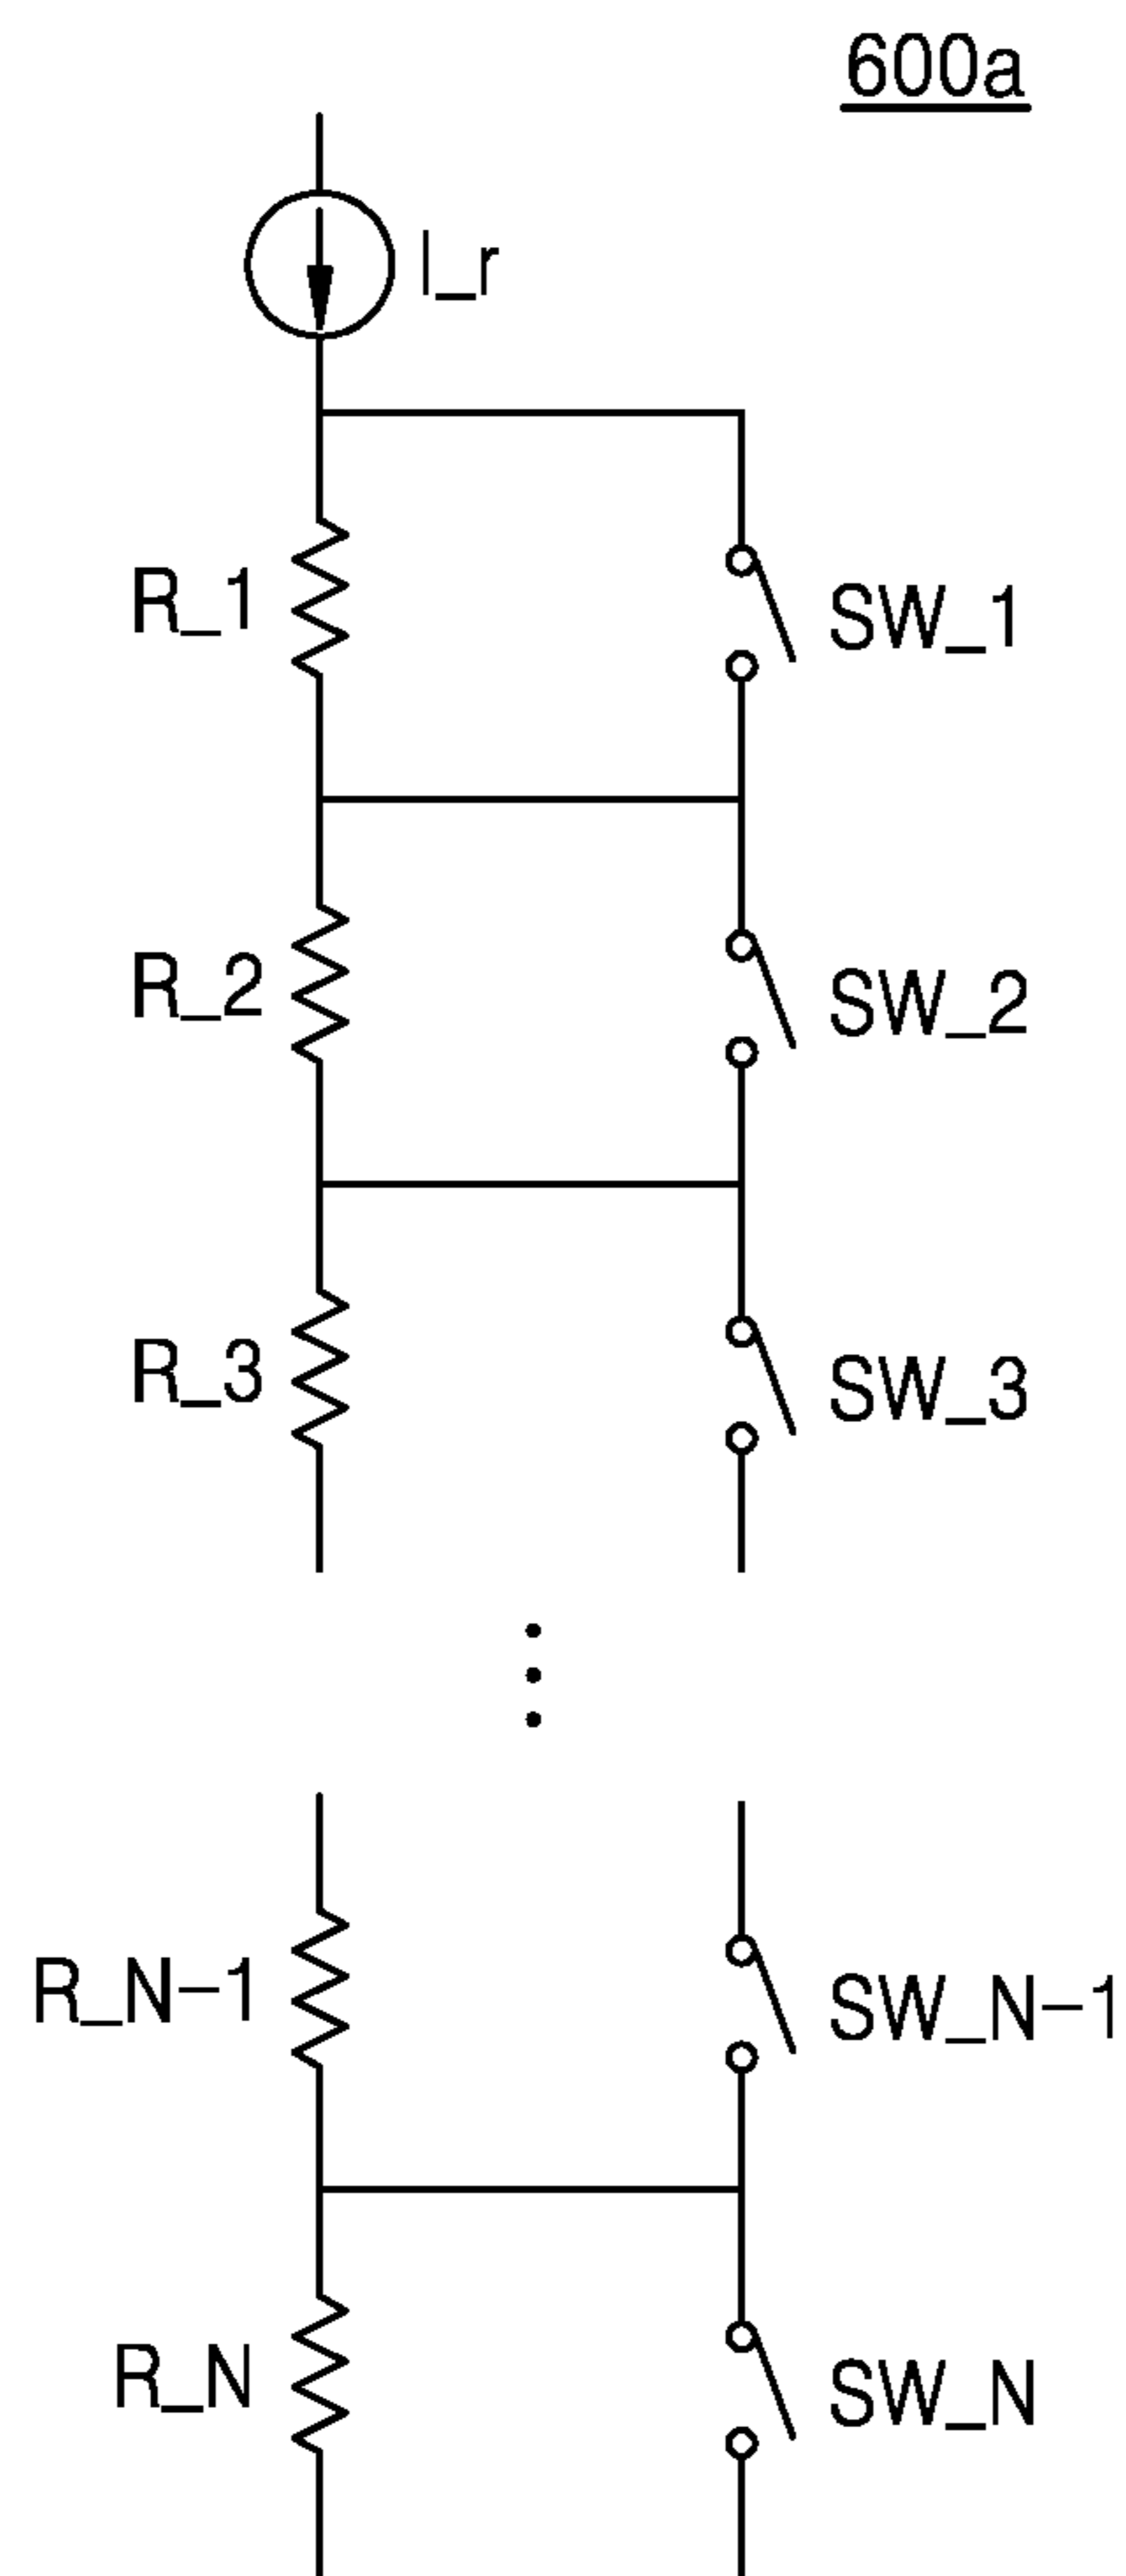 600a
I_r
R_1
SW_1
R_2
SW_2
R_3
SW_3
R_N-1
SW_N-1
R_N
SW_N